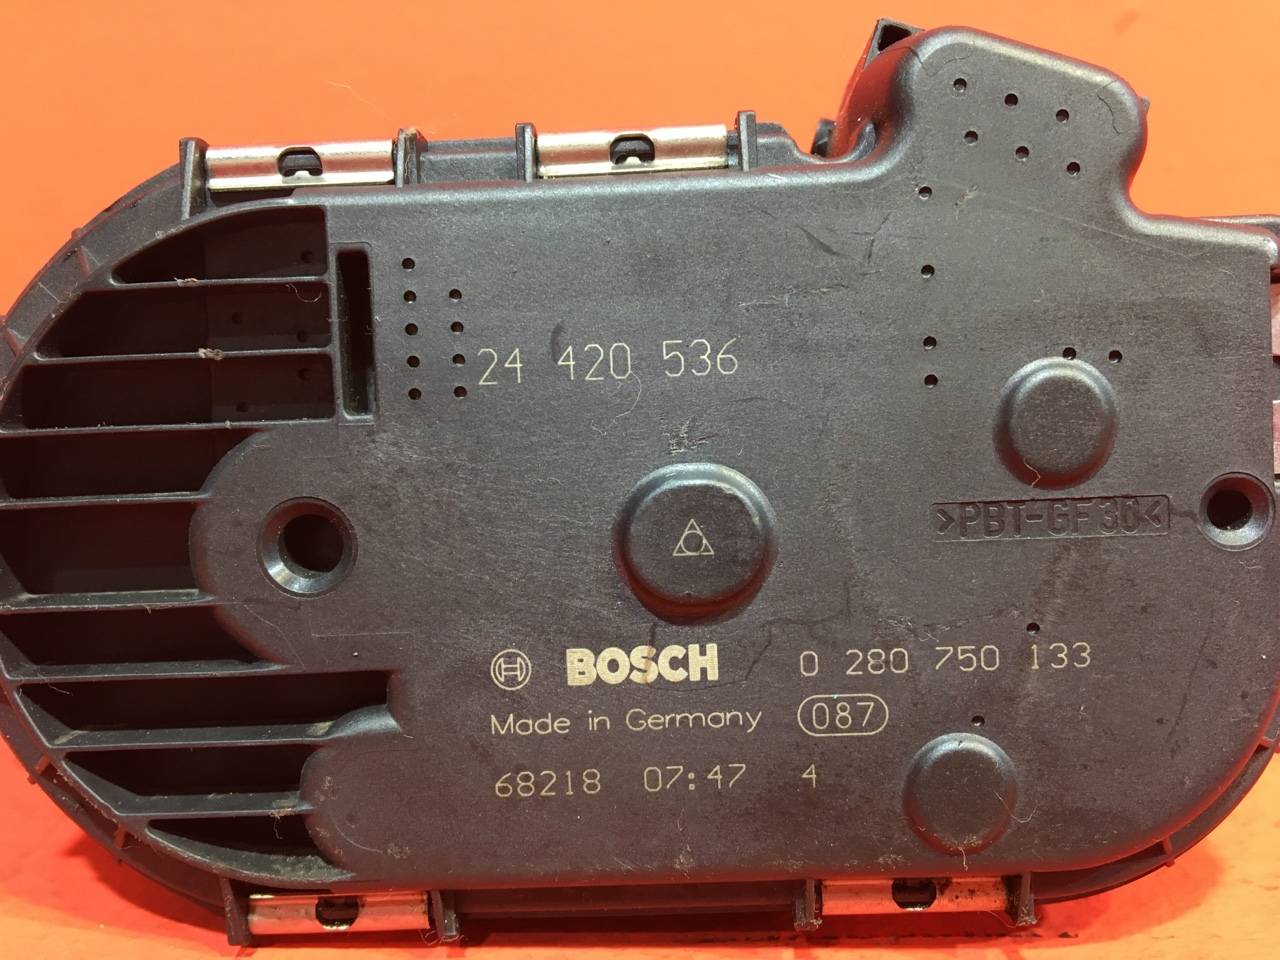 24 420 536
>PBT-GF30<
BOSCH 0 280 750 133
Made in Germany 087
68218 07:47 4